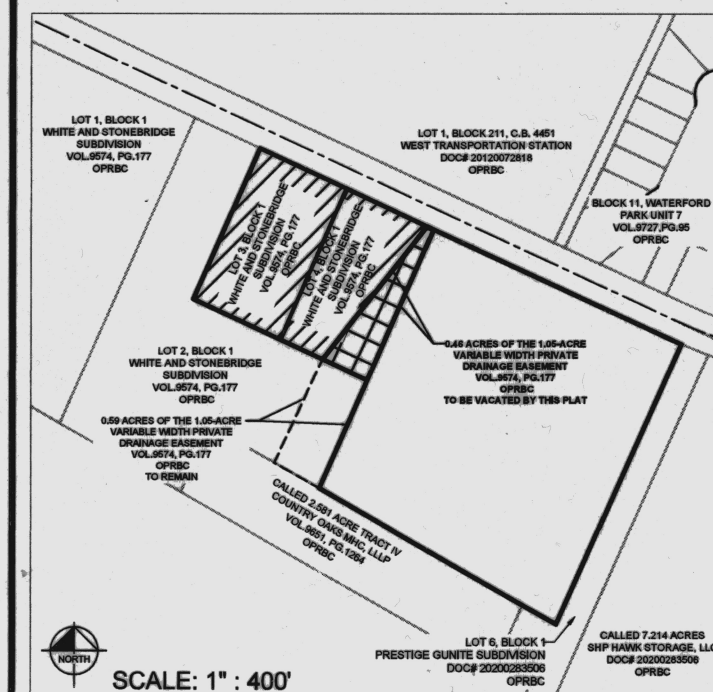 LOT 1, BLOCK 1
WHITE AND STONEBRIDGE
SUBDIVISION
VOL.9574, PG.177
OPRBC
LOT 1, BLOCK 211, C.B. 4451
WEST TRANSPORTATION STATION
DOC# 20120072818
OPRBC
BLOCK 11, WATERFORD
PARK UNIT 7
VOL.9727,PG.95
OPRBC
LOT 3, BLOCK 1
WHITE AND STONEBRIDGE
SUBDIVISION
VOL.9574, PG.177
OPRBC
LOT 4, BLOCK 1
WHITE AND STONEBRIDGE
SUBDIVISION
VOL.9574, PG.177
OPRBC
LOT 2, BLOCK 1
WHITE AND STONEBRIDGE
SUBDIVISION
VOL.9574, PG.177
OPRBC
0.46 ACRES OF THE 1.05-ACRE
VARIABLE WIDTH PRIVATE
DRAINAGE EASEMENT
VOL.9574, PG.177
OPRBC
TO BE VACATED BY THIS PLAT
0.59 ACRES OF THE 1.05-ACRE
VARIABLE WIDTH PRIVATE
DRAINAGE EASEMENT
VOL.9574, PG.177
OPRBC
TO REMAIN
CALLED 2.581 ACRE TRACT IV
COUNTRY OAKS MHC, LLLP
VOL.9651, PG.1264
OPRBC
LOT 6, BLOCK 1
PRESTIGE GUNITE SUBDIVISION
DOC# 20200283506
OPRBC
CALLED 7.214 ACRES
SHP HAWK STORAGE, LLC
DOC# 20200283506
OPRBC
NORTH
SCALE: 1" : 400'